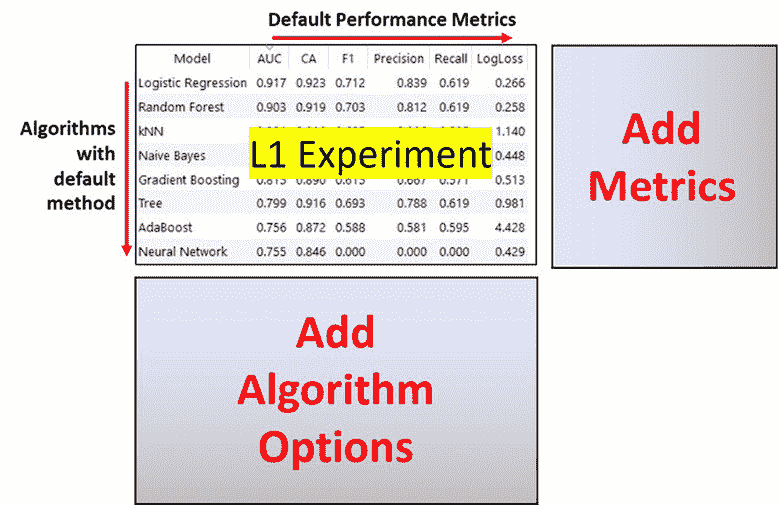 Default Performance Metrics
Model AUC CA F1 Precision Recall LogLoss
Logistic Regression 0.917 0.923 0.712 0.839 0.619 0.266
Random Forest 0.903 0.919 0.703 0.812 0.619 0.258
kNN 1.140
Naive Bayes 0.448
Gradient Boosting 0.513
Tree 0.799 0.916 0.693 0.788 0.619 0.981
AdaBoost 0.756 0.872 0.588 0.581 0.595 4.428
Neural Network 0.755 0.846 0.000 0.000 0.000 0.429
L1 Experiment
Algorithms
with
default
method
Add
Metrics
Add
Algorithm
Options